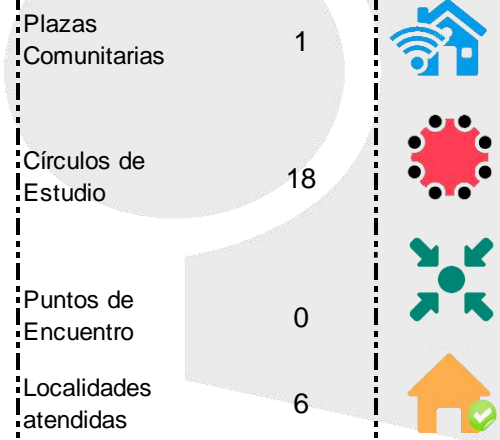 Plazas
Comunitarias
1
Círculos de
Estudio
18
Puntos de
Encuentro
0
Localidades
atendidas
6